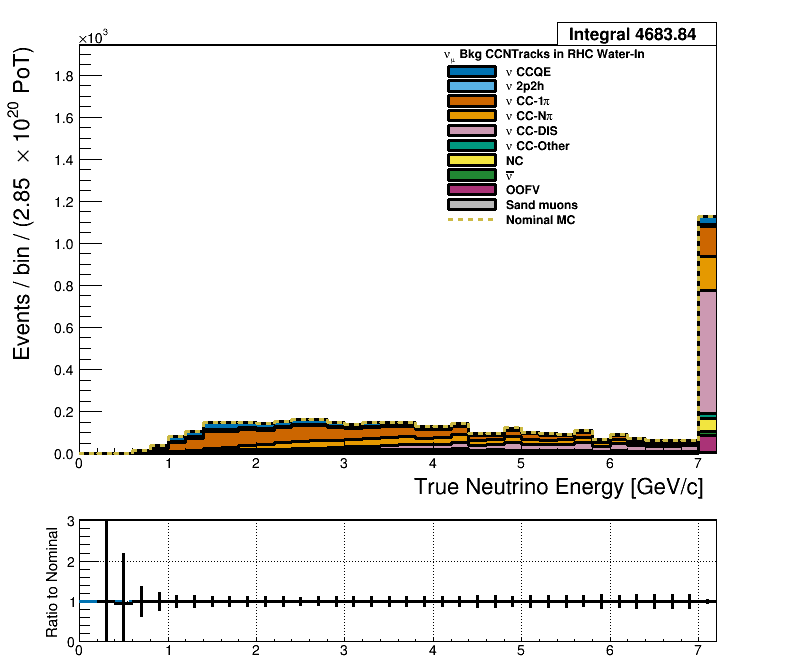 Integral 4683.84
×10³
ν_μ Bkg CCNTracks in RHC Water-In
ν CCQE
ν 2p2h
ν CC-1π
ν CC-Nπ
ν CC-DIS
ν CC-Other
NC
ν̅
OOFV
Sand muons
Nominal MC
Events / bin / (2.85 × 10²⁰ PoT)
1.8
1.6
1.4
1.2
1.0
0.8
0.6
0.4
0.2
0.0
0 1 2 3 4 5 6 7
True Neutrino Energy [GeV/c]
Ratio to Nominal
3
2
1
0
0 1 2 3 4 5 6 7